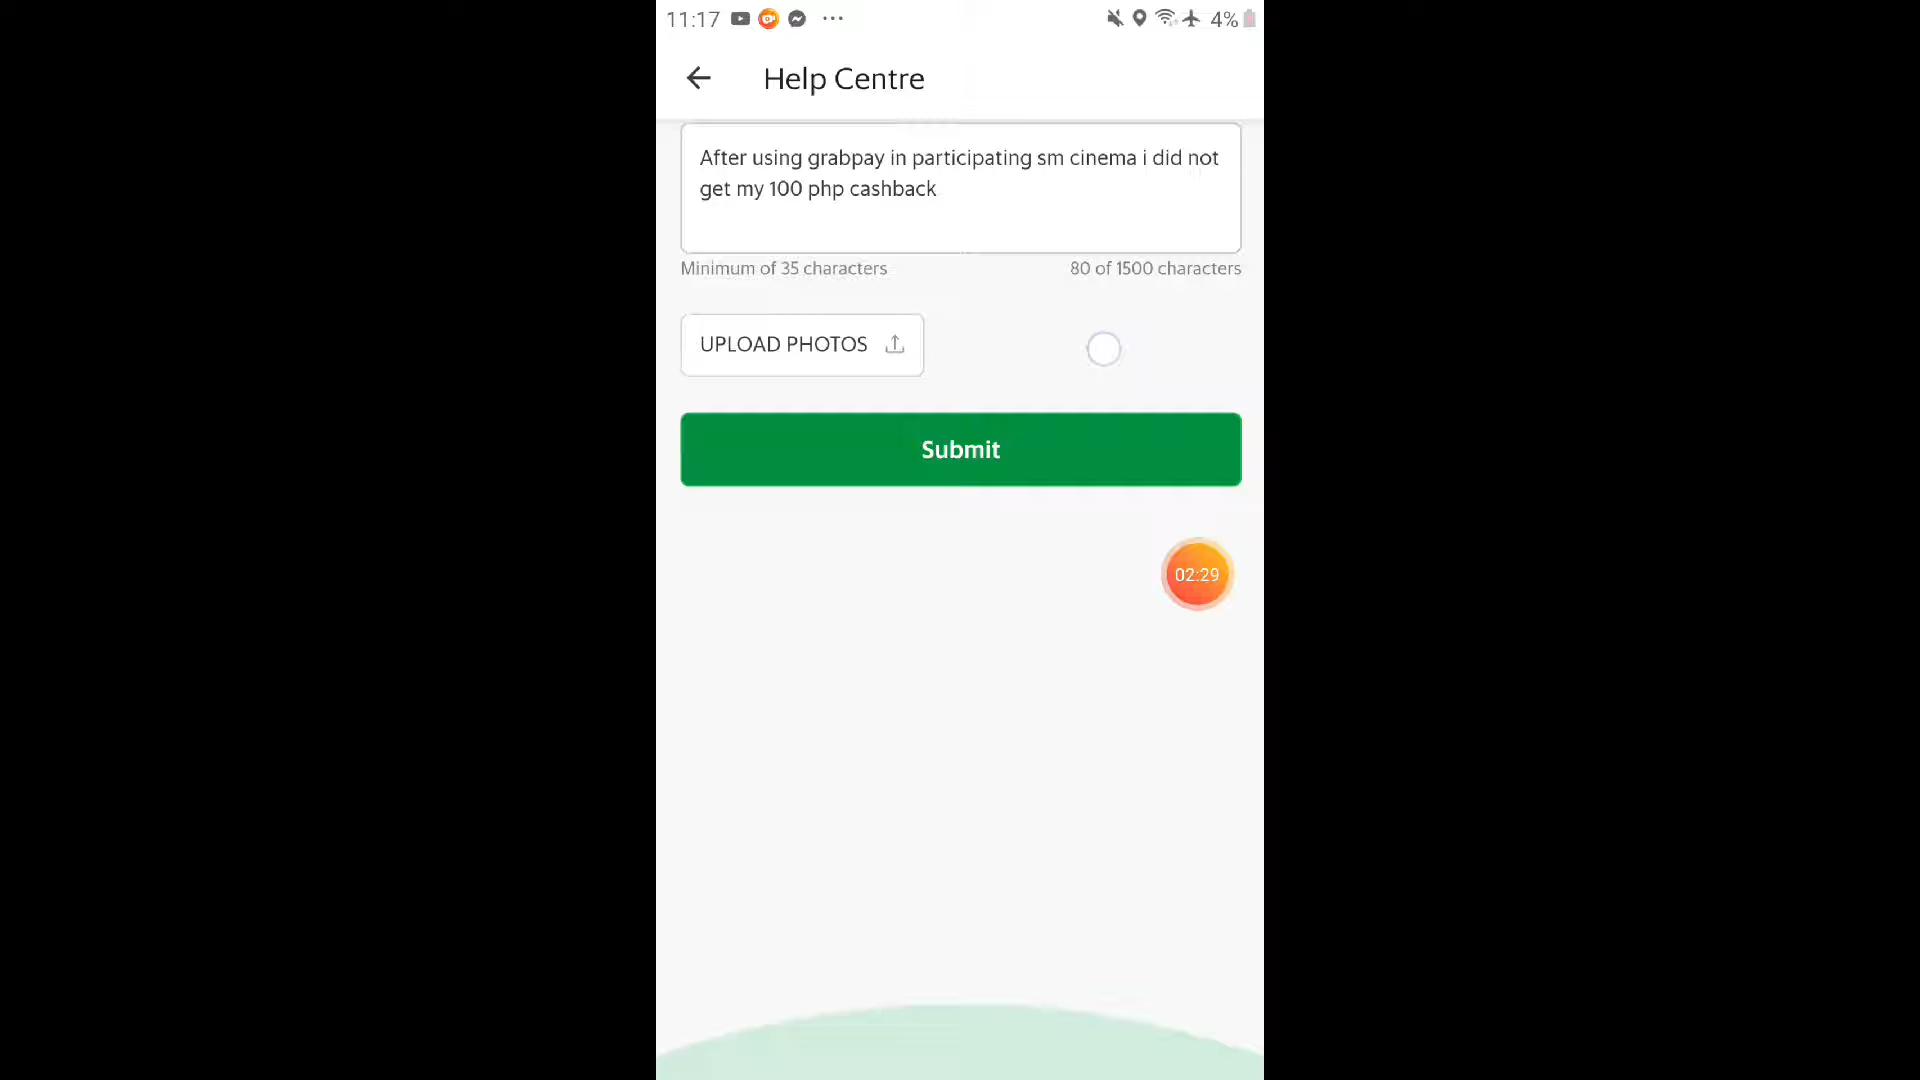 11:17 ... 4%
Help Centre
After using grabpay in participating sm cinema i did not
get my 100 php cashback
Minimum of 35 characters 80 of 1500 characters
UPLOAD PHOTOS
Submit
02:29